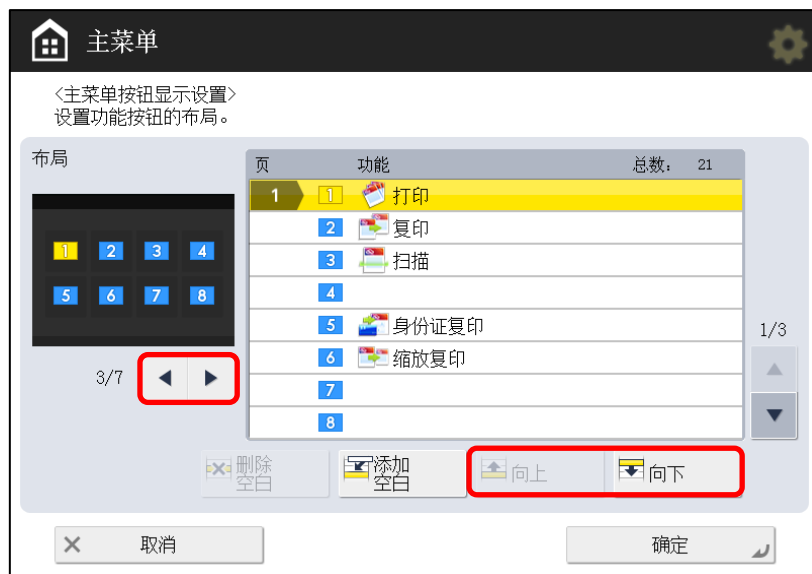 主菜单
<主菜单按钮显示设置>
设置功能按钮的布局。
布局
页 功能 总数: 21
1 1 打印
2 复印
3 扫描
4
5 身份证复印
6 缩放复印
7
8
1 2 3 4
5 6 7 8
3/7
1/3
删除
空白
添加
空白
向上
向下
取消
确定